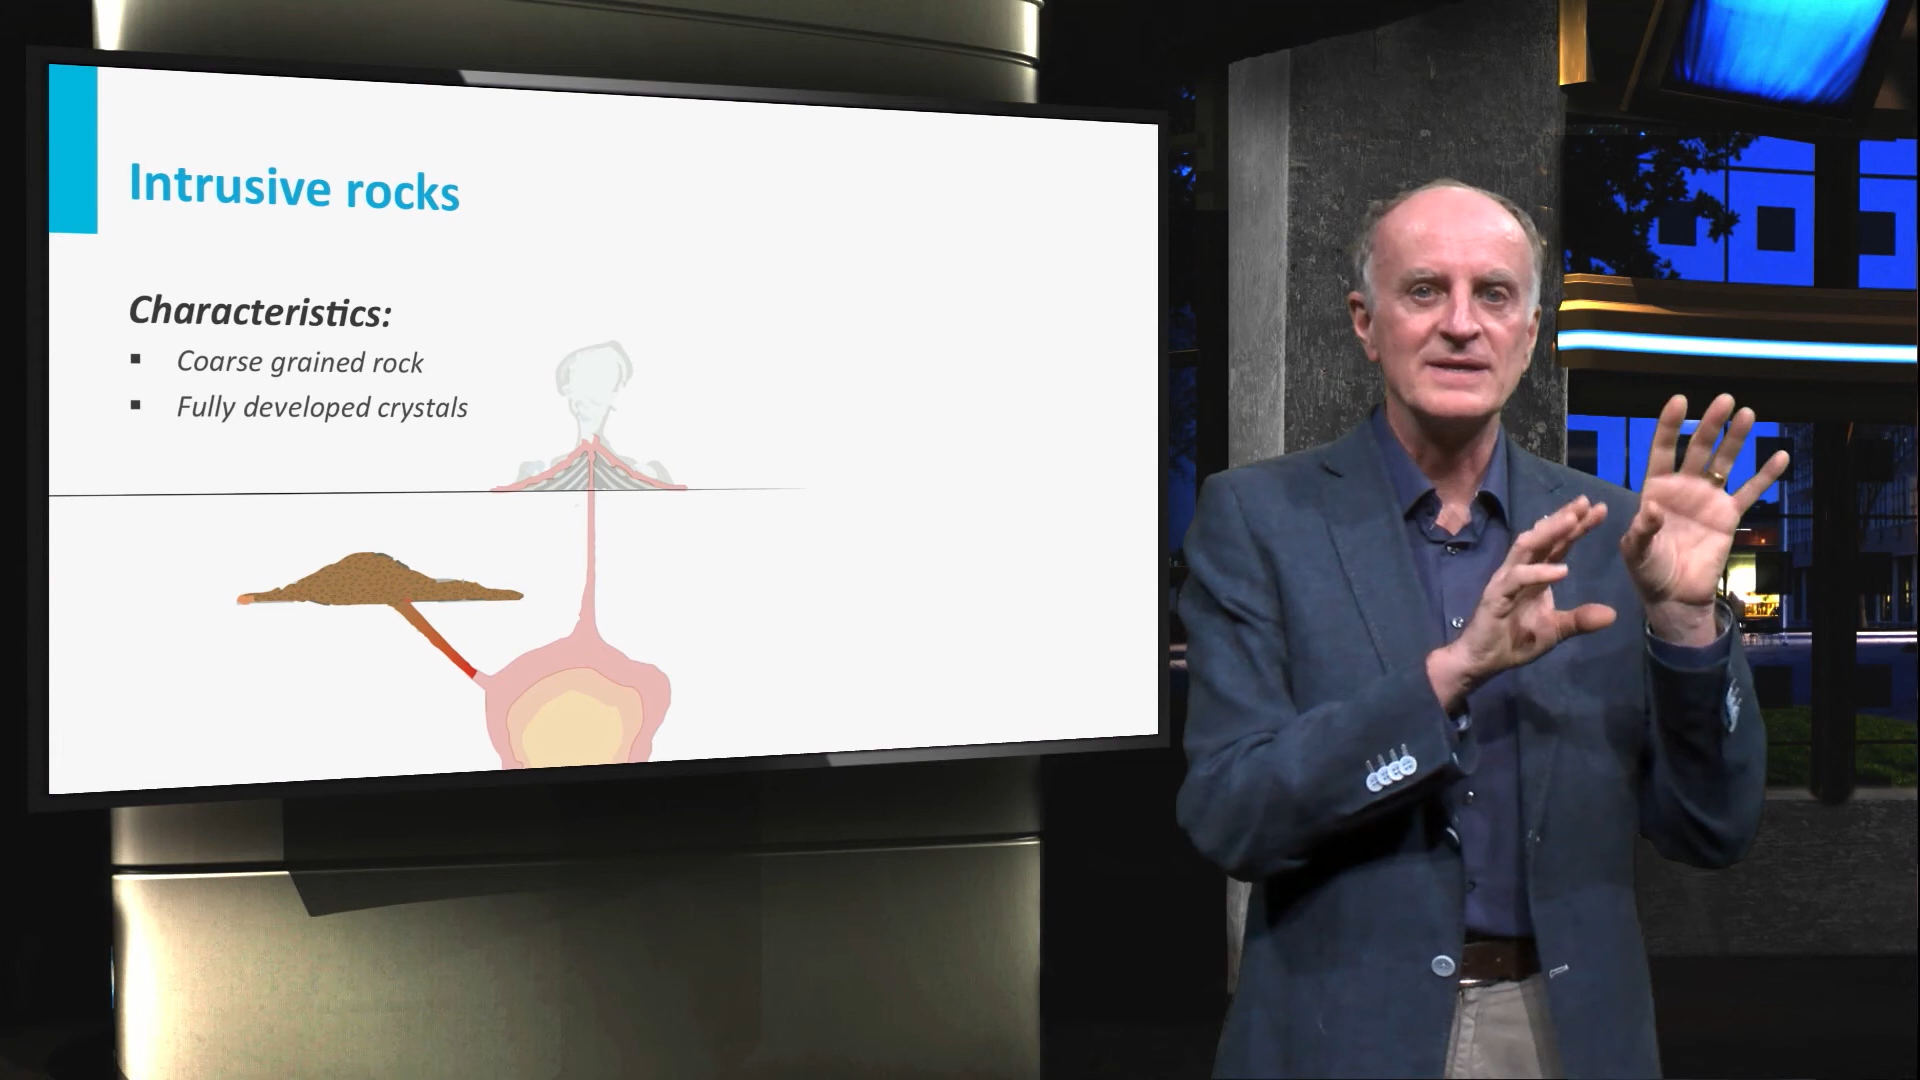 Intrusive rocks
Characteristics:
▪ Coarse grained rock
▪ Fully developed crystals